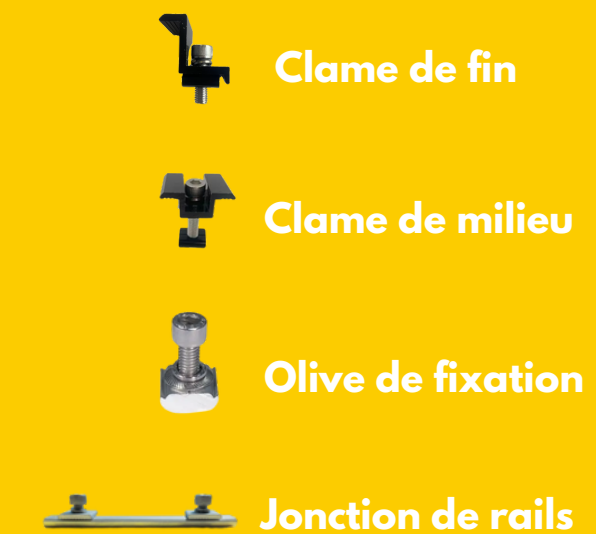 Clame de fin
Clame de milieu
Olive de fixation
Jonction de rails